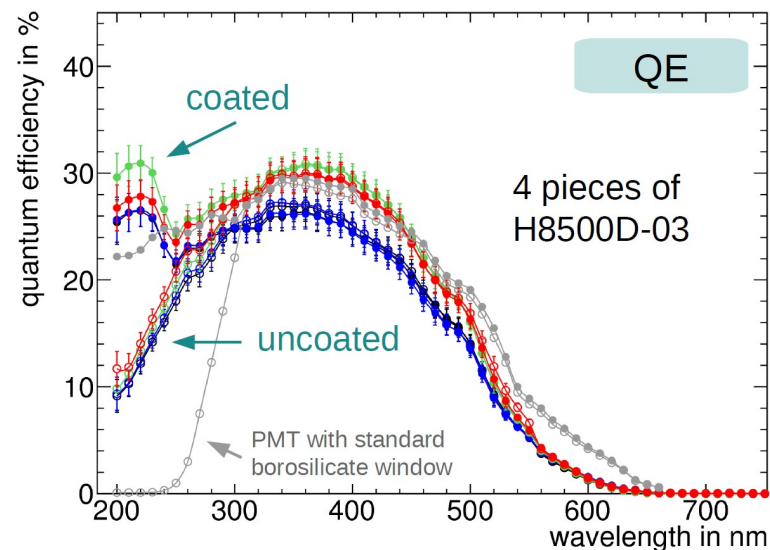 quantum efficiency in %
40
30
20
10
0
200
300
400
500
600
700
wavelength in nm
QE
coated
4 pieces of
H8500D-03
uncoated
PMT with standard
borosilicate window